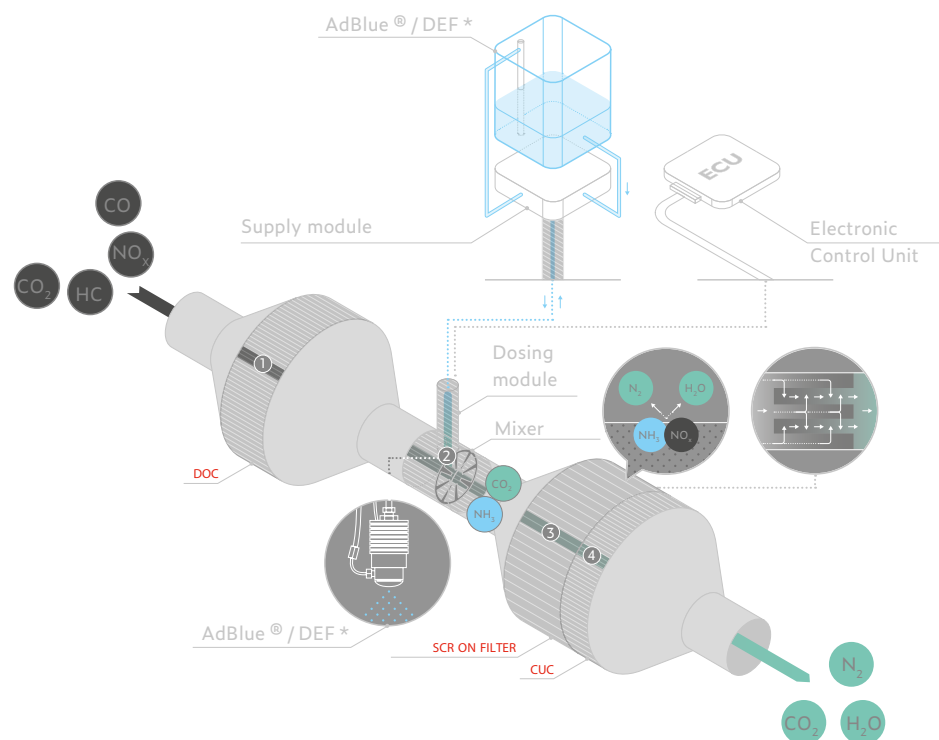 AdBlue ® / DEF *
ECU
CO
Supply module
Electronic
Control Unit
NOx
CO2
HC
1
Dosing
module
N2
H2O
Mixer
NH3
NOx
2
DOC
CO2
NH3
3
4
AdBlue ® / DEF *
SCR ON FILTER
CUC
N2
CO2
H2O